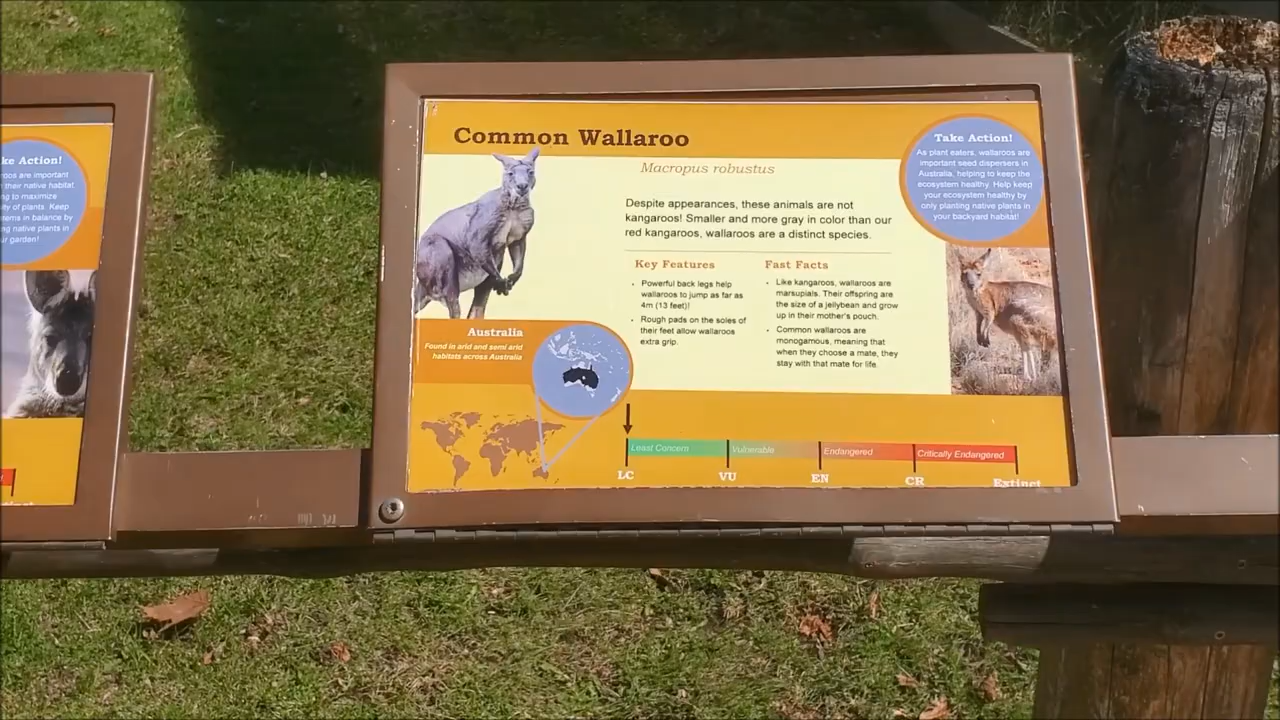 ke Action!
roos are important
their native habitat,
ng to maximize
ity of plants. Keep
tems in balance by
ng native plants in
ur garden!
Common Wallaroo
Macropus robustus
Despite appearances, these animals are not
kangaroos! Smaller and more gray in color than our
red kangaroos, wallaroos are a distinct species.
Key Features
Powerful back legs help
wallaroos to jump as far as
4m (13 feet)!
Rough pads on the soles of
their feet allow wallaroos
extra grip.
Fast Facts
Like kangaroos, wallaroos are
marsupials. Their offspring are
the size of a jellybean and grow
up in their mother's pouch.
Common wallaroos are
monogamous, meaning that
when they choose a mate, they
stay with that mate for life.
Take Action!
As plant eaters, wallaroos are
important seed dispersers in
Australia, helping to keep the
ecosystem healthy. Help keep
your ecosystem healthy by
only planting native plants in
your backyard habitat!
Australia
Found in arid and semi arid
habitats across Australia
Least Concern
Vulnerable
Endangered
Critically Endangered
LC
VU
EN
CR
Extinct